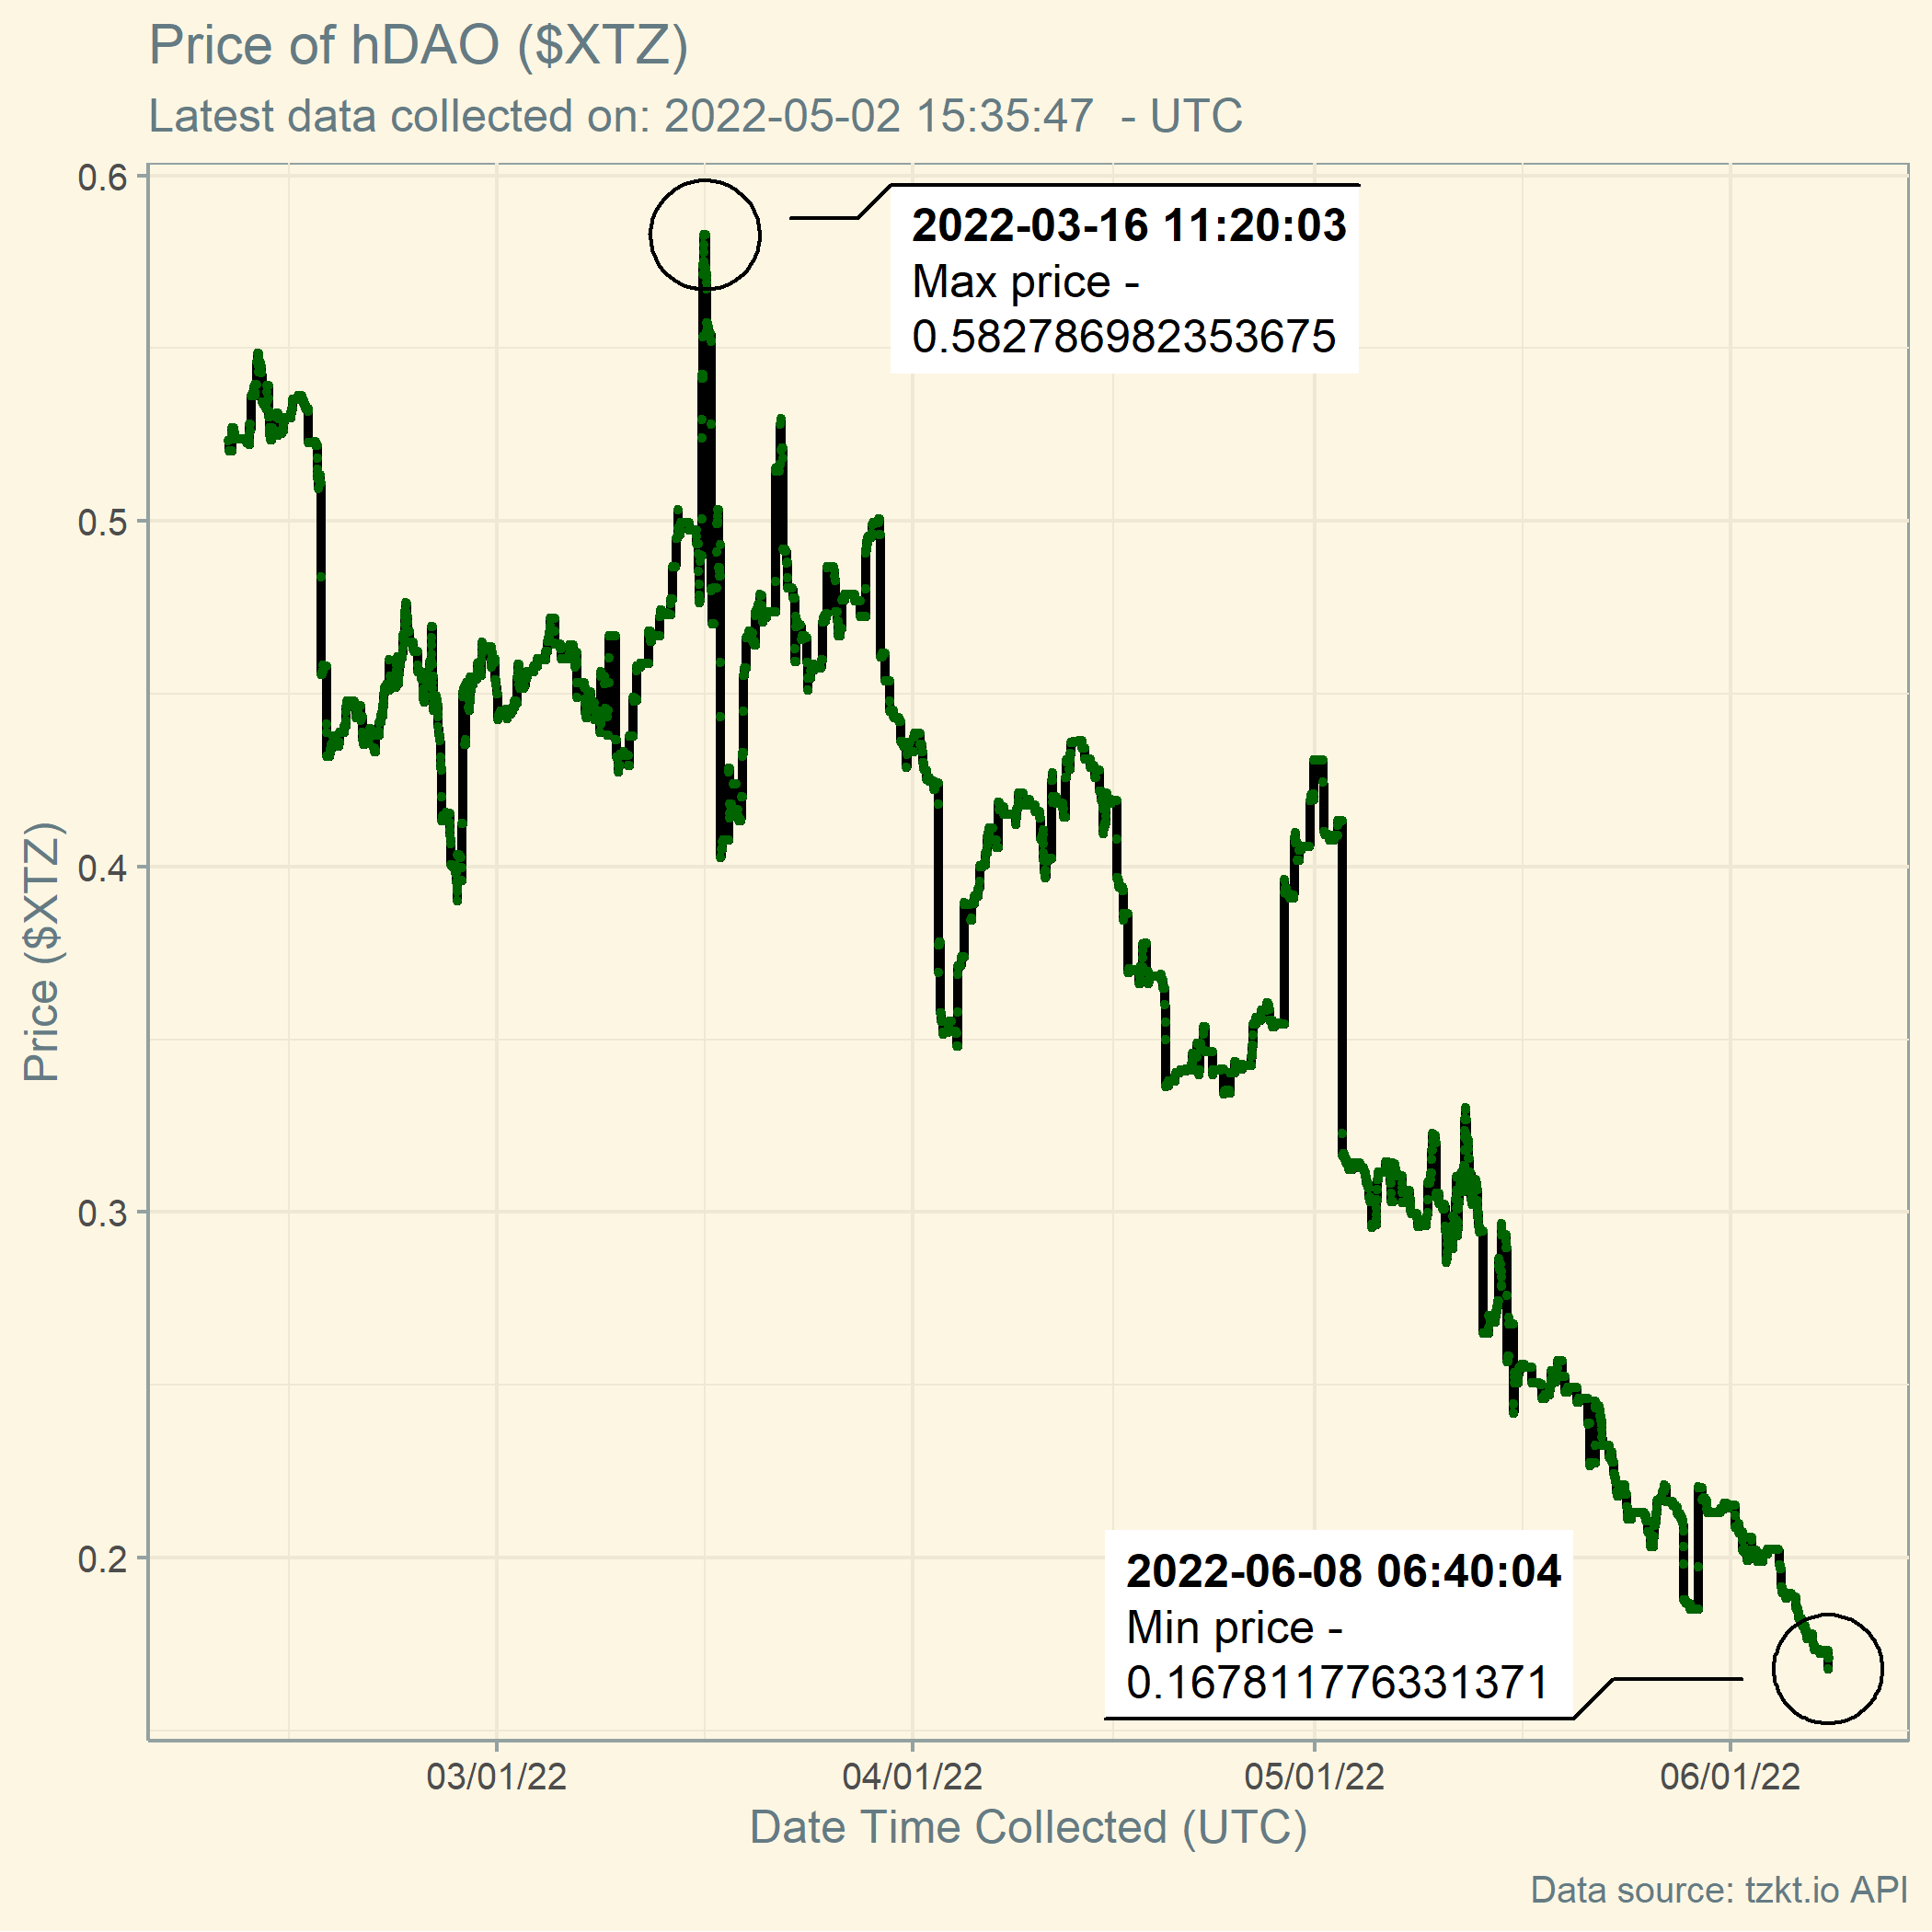 Price of hDAO ($XTZ)
Latest data collected on: 2022-05-02 15:35:47  - UTC
0.6
0.5
0.4
0.3
0.2
Price ($XTZ)
2022-03-16 11:20:03
Max price -
0.582786982353675
2022-06-08 06:40:04
Min price -
0.167811776331371
03/01/22
04/01/22
05/01/22
06/01/22
Date Time Collected (UTC)
Data source: tzkt.io API